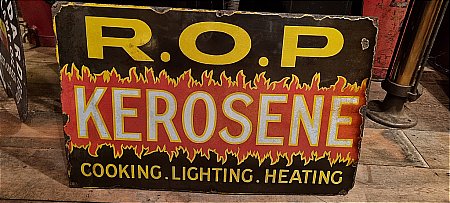 R.O.P
KEROSENE
COOKING. LIGHTING. HEATING